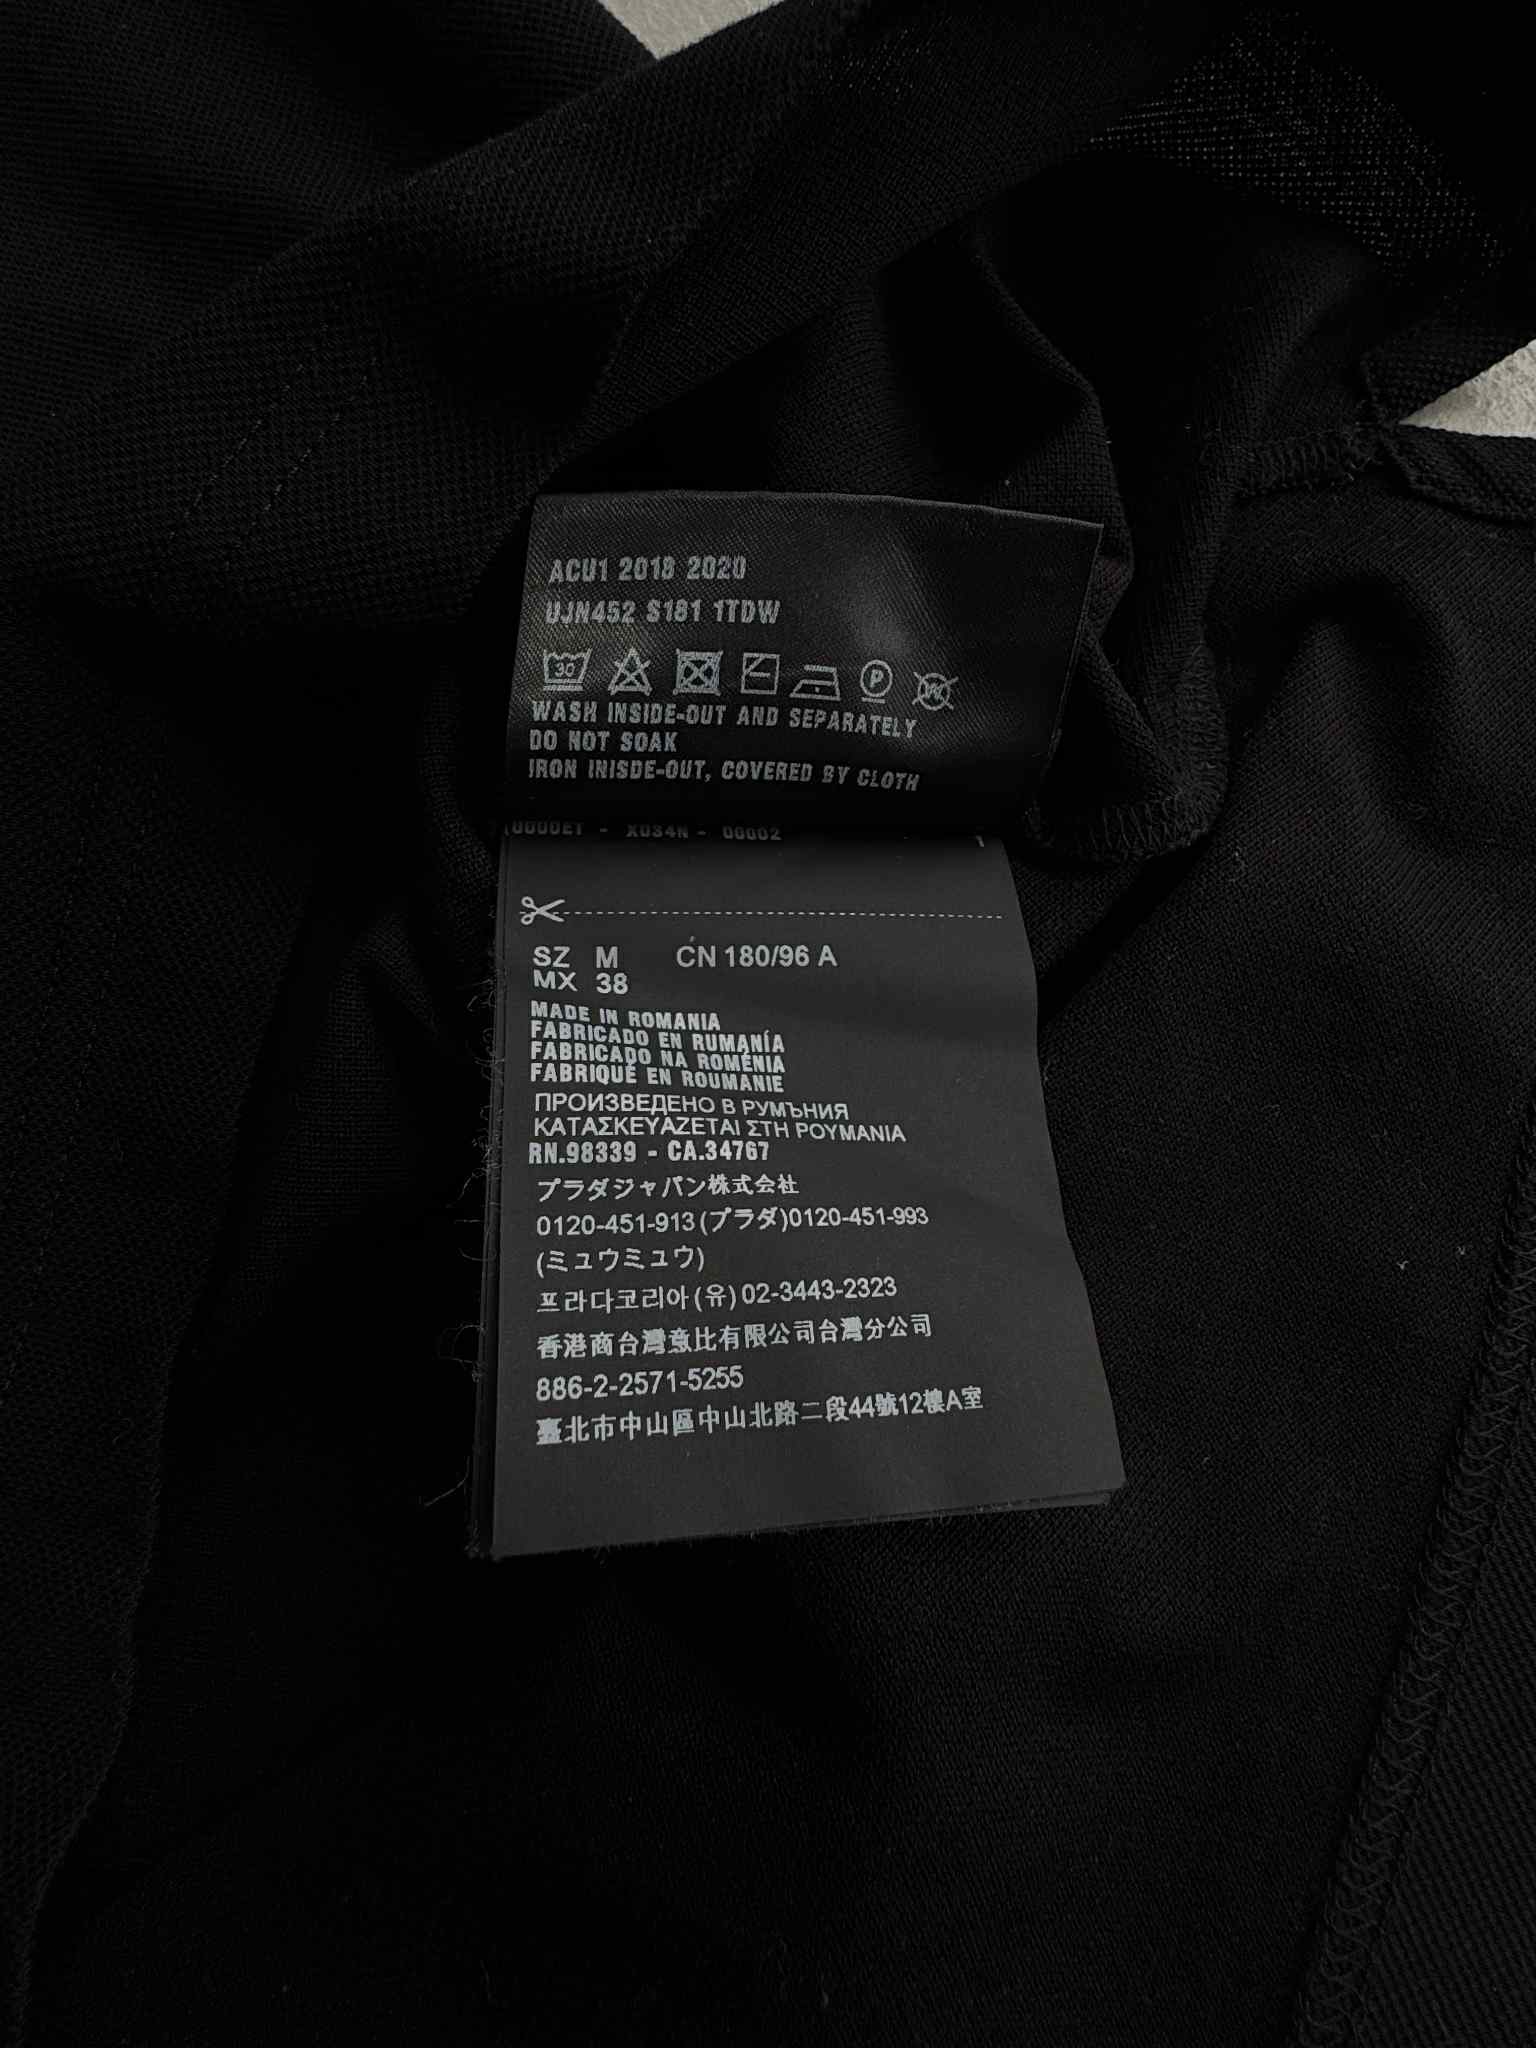 ACU1 2018 2020
UJN452 S181 1TDW
30
P
W
WASH INSIDE-OUT AND SEPARATELY
DO NOT SOAK
IRON INISDE-OUT, COVERED BY CLOTH
X034N - 00002
SZ M CN 180/96 A
MX 38
MADE IN ROMANIA
FABRICADO EN RUMANÍA
FABRICADO NA ROMÉNIA
FABRIQUÉ EN ROUMANIE
ПРОИЗВЕДЕНО В РУМЪНИЯ
ΚΑΤΑΣΚΕΥΑΖΕΤΑΙ ΣΤΗ ΡΟΥΜΑΝΙΑ
RN.98339 - CA.34767
プラダジャパン株式会社
0120-451-913(プラダ)0120-451-993
(ミュウミュウ)
프라다코리아(유)02-3443-2323
香港商台灣意比有限公司台灣分公司
886-2-2571-5255
臺北市中山區中山北路二段44號12樓A室